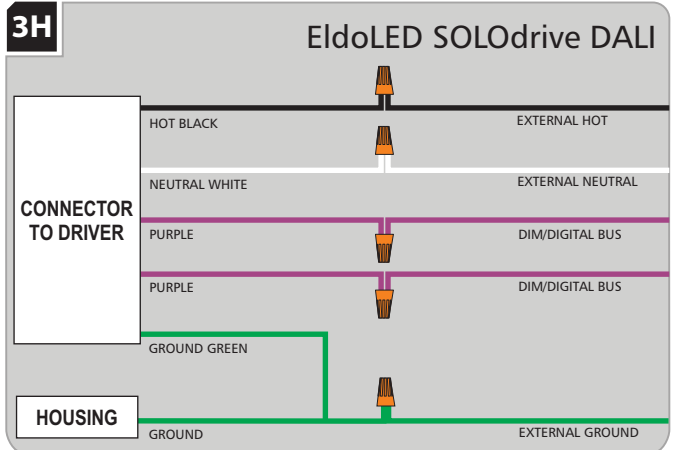 3H
EldoLED SOLOdrive DALI
HOT BLACK
EXTERNAL HOT
NEUTRAL WHITE
EXTERNAL NEUTRAL
CONNECTOR
TO DRIVER
PURPLE
DIM/DIGITAL BUS
PURPLE
DIM/DIGITAL BUS
GROUND GREEN
HOUSING
GROUND
EXTERNAL GROUND